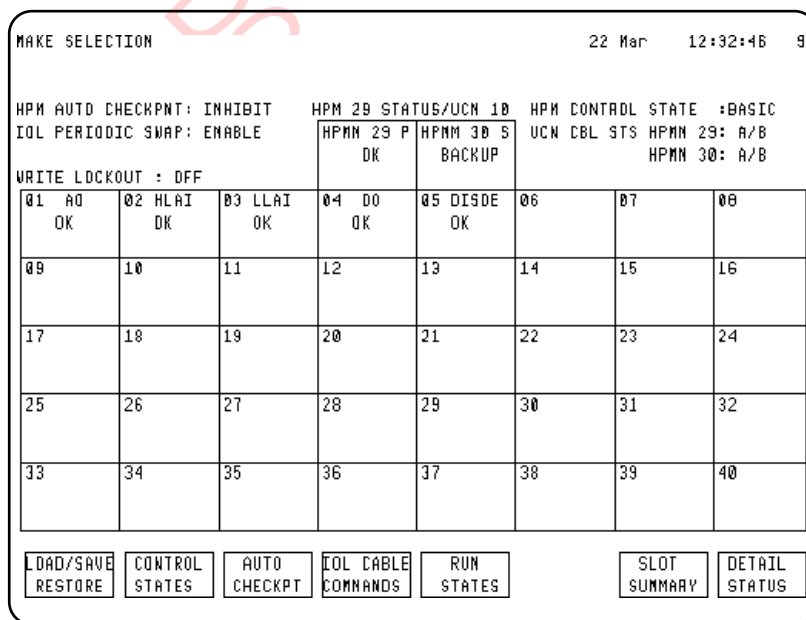 MAKE SELECTION 22 Mar 12:32:46 9
HPM AUTO CHECKPNT: INHIBIT HPM 29 STATUS/UCN 10 HPM CONTROL STATE :BASIC
IOL PERIODIC SWAP: ENABLE HPMM 29 P HPMM 30 S UCN CBL STS HPMM 29: A/B
OK BACKUP HPMM 30: A/B
WRITE LOCKOUT : OFF
01 AO 02 HLAI 03 LLAI 04 DO 05 DISOE 06 07 08
OK OK OK OK OK
09 10 11 12 13 14 15 16
17 18 19 20 21 22 23 24
25 26 27 28 29 30 31 32
33 34 35 36 37 38 39 40
LOAD/SAVE CONTROL AUTO IOL CABLE RUN SLOT DETAIL
RESTORE STATES CHECKPT COMMANDS STATES SUMMARY STATUS